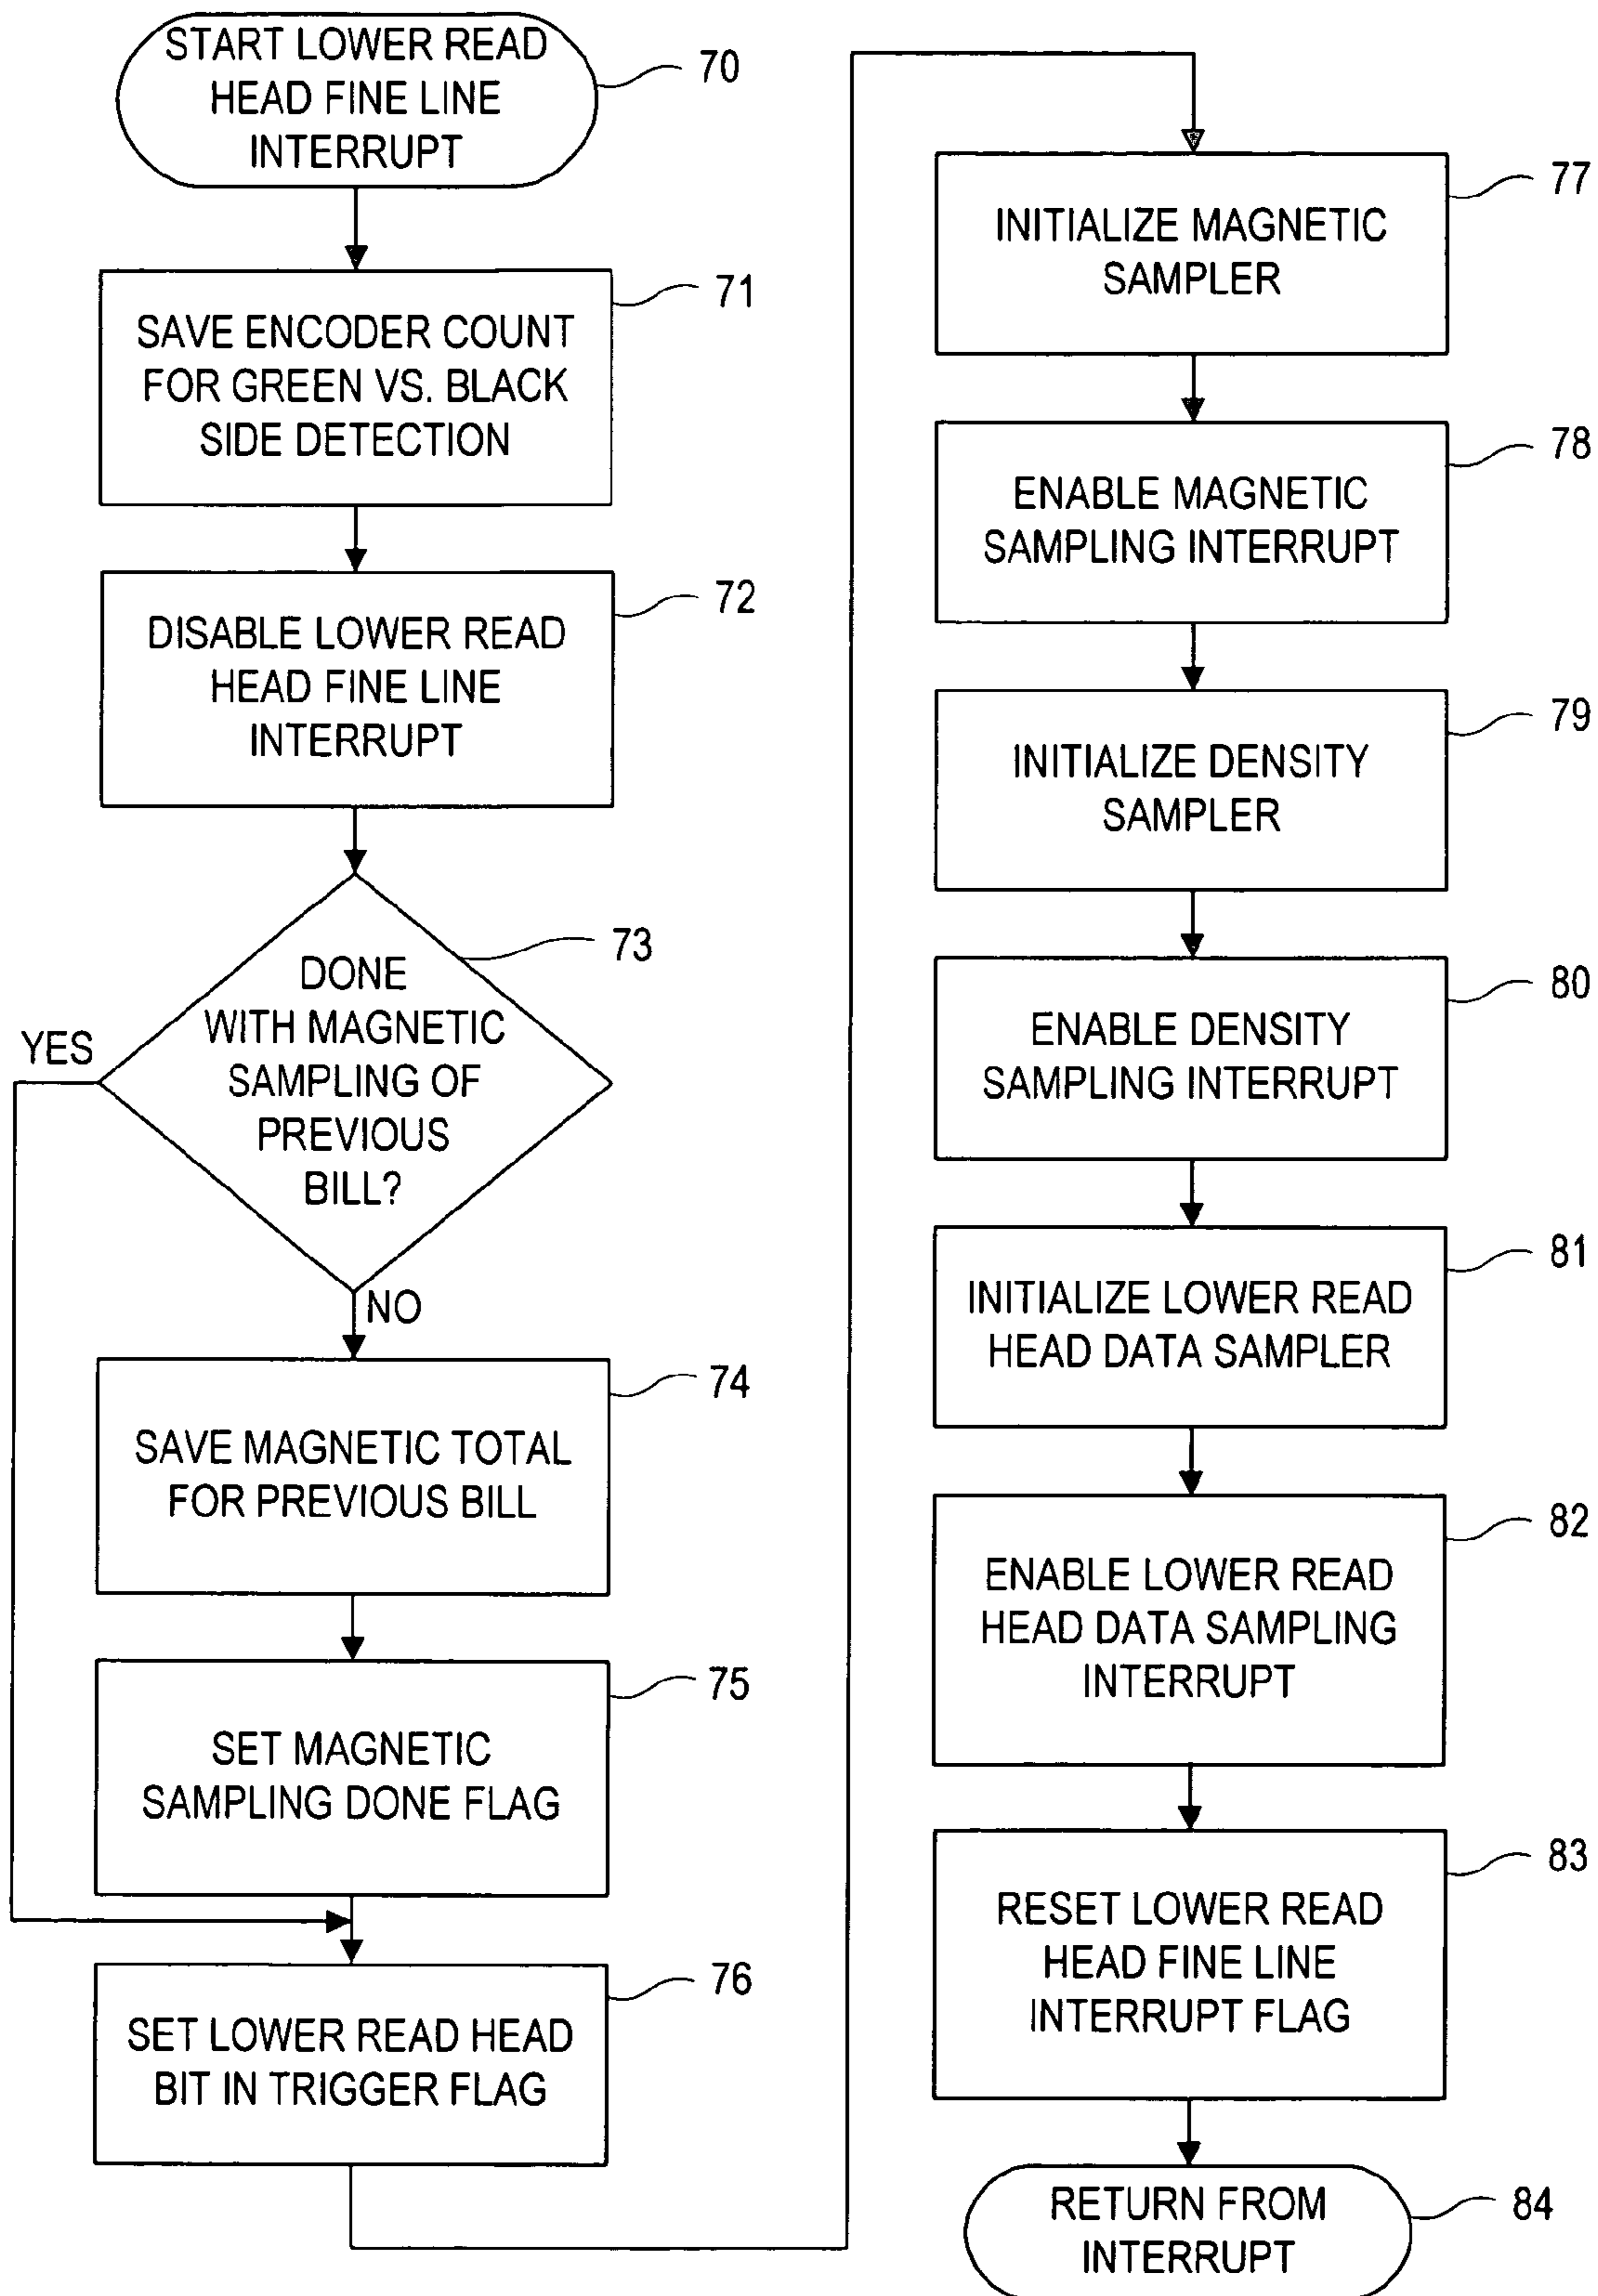 START LOWER READ
HEAD FINE LINE
INTERRUPT
70
SAVE ENCODER COUNT
FOR GREEN VS. BLACK
SIDE DETECTION
71
DISABLE LOWER READ
HEAD FINE LINE
INTERRUPT
72
DONE
WITH MAGNETIC
SAMPLING OF
PREVIOUS
BILL?
73
YES
NO
SAVE MAGNETIC TOTAL
FOR PREVIOUS BILL
74
SET MAGNETIC
SAMPLING DONE FLAG
75
SET LOWER READ HEAD
BIT IN TRIGGER FLAG
76
INITIALIZE MAGNETIC
SAMPLER
77
ENABLE MAGNETIC
SAMPLING INTERRUPT
78
INITIALIZE DENSITY
SAMPLER
79
ENABLE DENSITY
SAMPLING INTERRUPT
80
INITIALIZE LOWER READ
HEAD DATA SAMPLER
81
ENABLE LOWER READ
HEAD DATA SAMPLING
INTERRUPT
82
RESET LOWER READ
HEAD FINE LINE
INTERRUPT FLAG
83
RETURN FROM
INTERRUPT
84